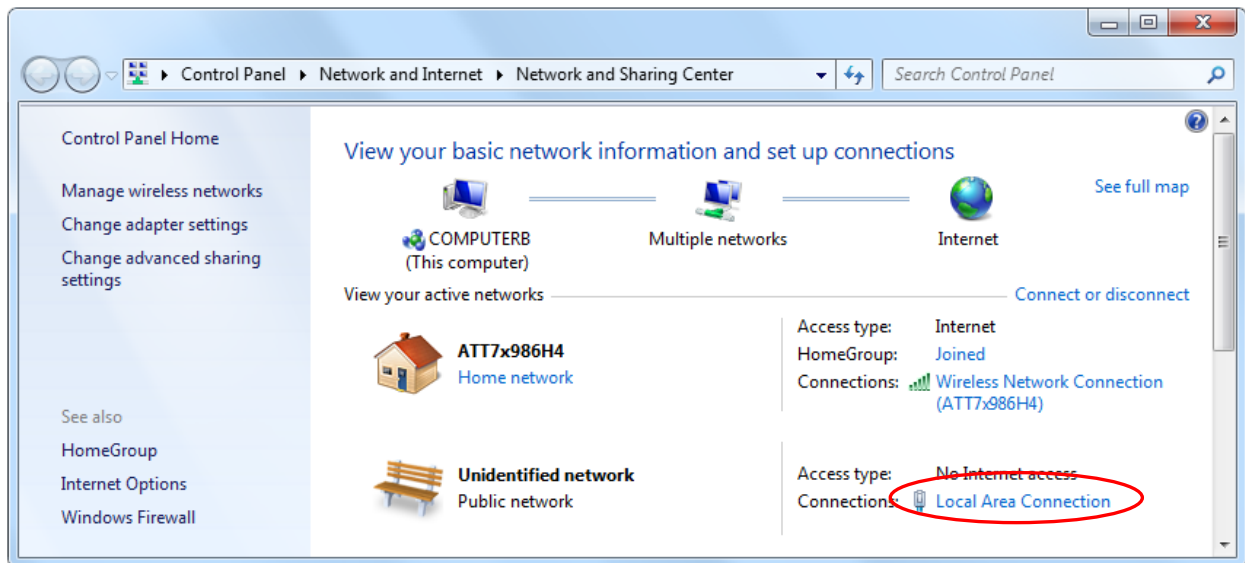 Control Panel ▸ Network and Internet ▸ Network and Sharing Center
Search Control Panel
Control Panel Home
Manage wireless networks
Change adapter settings
Change advanced sharing
settings
See also
HomeGroup
Internet Options
Windows Firewall
View your basic network information and set up connections
See full map
COMPUTERB
(This computer)
Multiple networks
Internet
View your active networks
Connect or disconnect
ATT7x986H4
Home network
Access type: Internet
HomeGroup: Joined
Connections: Wireless Network Connection
(ATT7x986H4)
Unidentified network
Public network
Access type: No Internet access
Connections: Local Area Connection